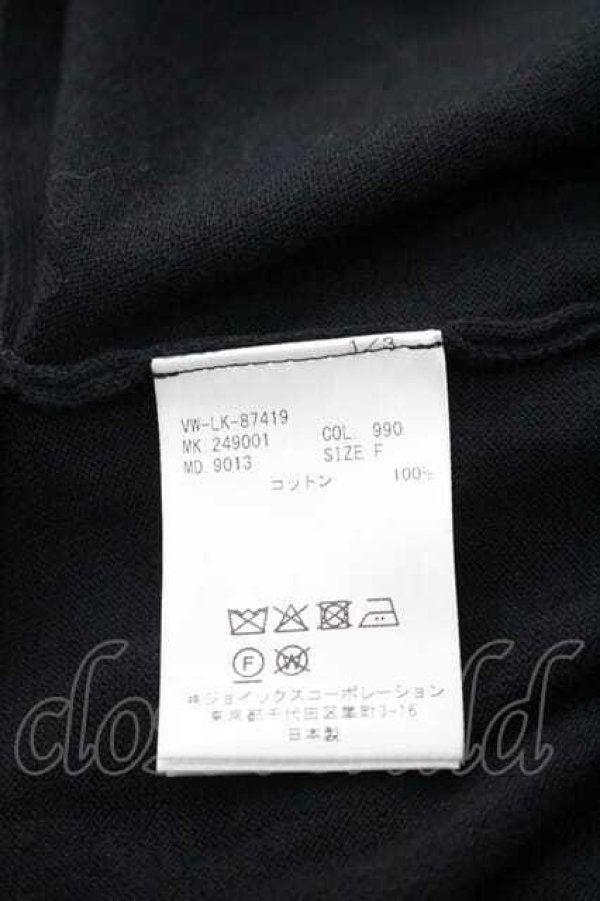 1/3
VW-LK-87419
MK 249001 COL. 990
MD.9013 SIZE F
コットン 100%
F
W
㈱ジョイックスコーポレーション
東京都千代田区麹町3-16
日本製